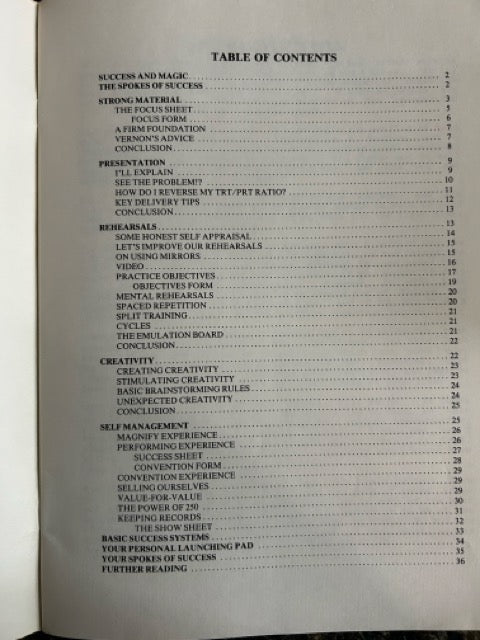 TABLE OF CONTENTS
SUCCESS AND MAGIC 2
THE SPOKES OF SUCCESS 2
STRONG MATERIAL 3
THE FOCUS SHEET 5
FOCUS FORM 6
A FIRM FOUNDATION 7
VERNON'S ADVICE 7
CONCLUSION 8
PRESENTATION 9
I'LL EXPLAIN 9
SEE THE PROBLEM!? 10
HOW DO I REVERSE MY TRT/PRT RATIO? 11
KEY DELIVERY TIPS 12
CONCLUSION 13
REHEARSALS 13
SOME HONEST SELF APPRAISAL 14
LET'S IMPROVE OUR REHEARSALS 15
ON USING MIRRORS 15
VIDEO 16
PRACTICE OBJECTIVES 17
OBJECTIVES FORM 19
MENTAL REHEARSALS 20
SPACED REPETITION 20
SPLIT TRAINING 21
CYCLES 21
THE EMULATION BOARD 21
CONCLUSION 22
CREATIVITY 22
CREATING CREATIVITY 23
STIMULATING CREATIVITY 23
BASIC BRAINSTORMING RULES 24
UNEXPECTED CREATIVITY 24
CONCLUSION 25
SELF MANAGEMENT 25
MAGNIFY EXPERIENCE 26
PERFORMING EXPERIENCE 26
SUCCESS SHEET 27
CONVENTION FORM 28
CONVENTION EXPERIENCE 29
SELLING OURSELVES 29
VALUE-FOR-VALUE 29
THE POWER OF 250 30
KEEPING RECORDS 31
THE SHOW SHEET 32
BASIC SUCCESS SYSTEMS 33
YOUR PERSONAL LAUNCHING PAD 34
YOUR SPOKES OF SUCCESS 35
FURTHER READING 36